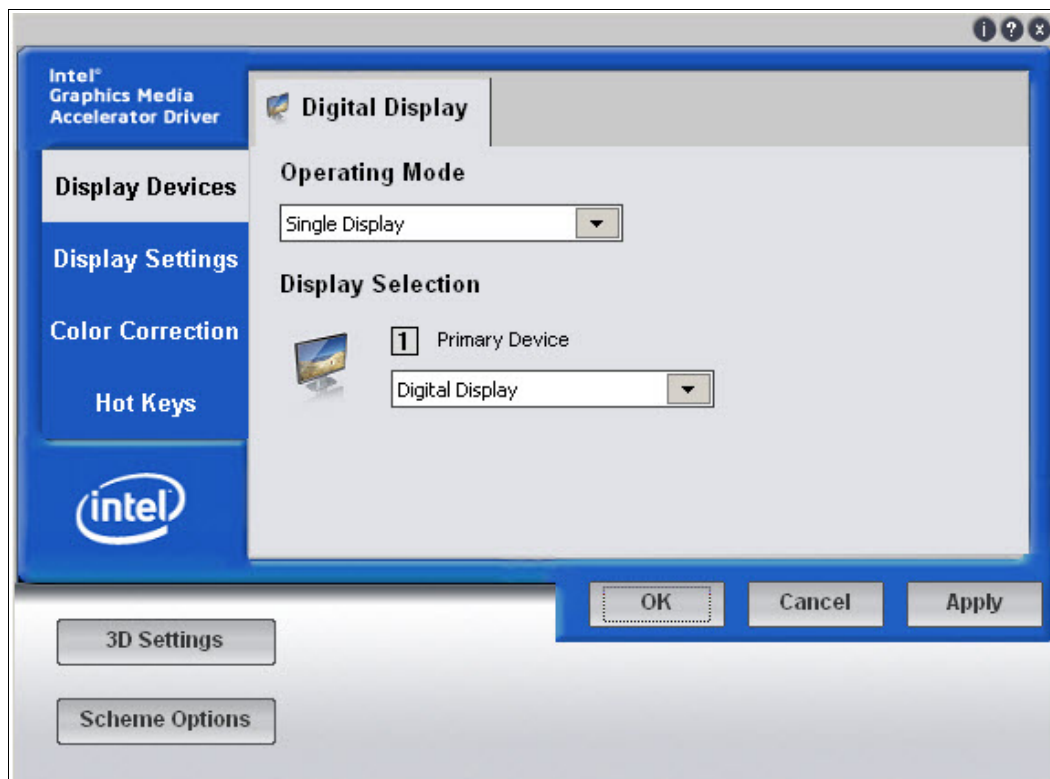 i ? x
Intel®
Graphics Media
Accelerator Driver
Digital Display
Display Devices
Display Settings
Color Correction
Hot Keys
intel
Operating Mode
Single Display
Display Selection
1 Primary Device
Digital Display
OK Cancel Apply
3D Settings
Scheme Options